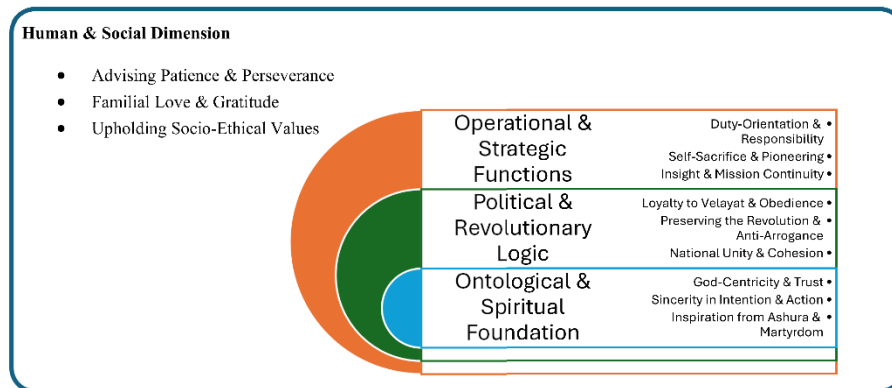 Human & Social Dimension
• Advising Patience & Perseverance
• Familial Love & Gratitude
• Upholding Socio-Ethical Values
Operational &
Strategic
Functions
Duty-Orientation & •
Responsibility
Self-Sacrifice & Pioneering •
Insight & Mission Continuity •
Political &
Revolutionary
Logic
Loyalty to Velayat & Obedience •
Preserving the Revolution & •
Anti-Arrogance
National Unity & Cohesion •
Ontological &
Spiritual
Foundation
God-Centricity & Trust •
Sincerity in Intention & Action •
Inspiration from Ashura & •
Martyrdom